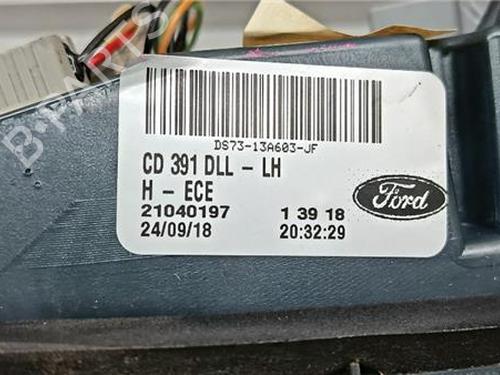 DS73-13A603-JF
CD 391 DLL - LH
H - ECE
21040197 1 39 18
24/09/18 20:32:29
Ford
B-PARTS